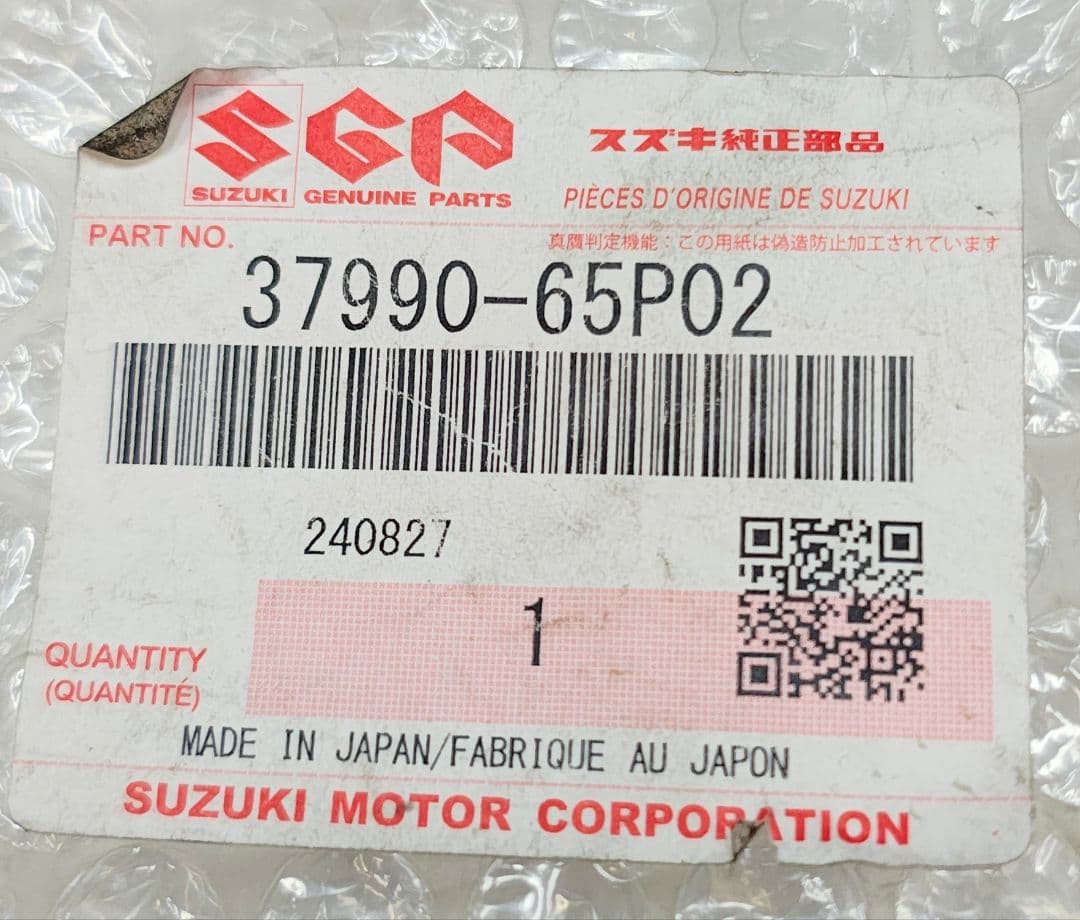 SGP
スズキ純正部品
SUZUKI GENUINE PARTS
PIÈCES D'ORIGINE DE SUZUKI
PART NO.
真贋判定機能：この用紙は偽造防止加工されています
37990-65P02
240827
1
QUANTITY
(QUANTITÉ)
MADE IN JAPAN/FABRIQUE AU JAPON
SUZUKI MOTOR CORPORATION